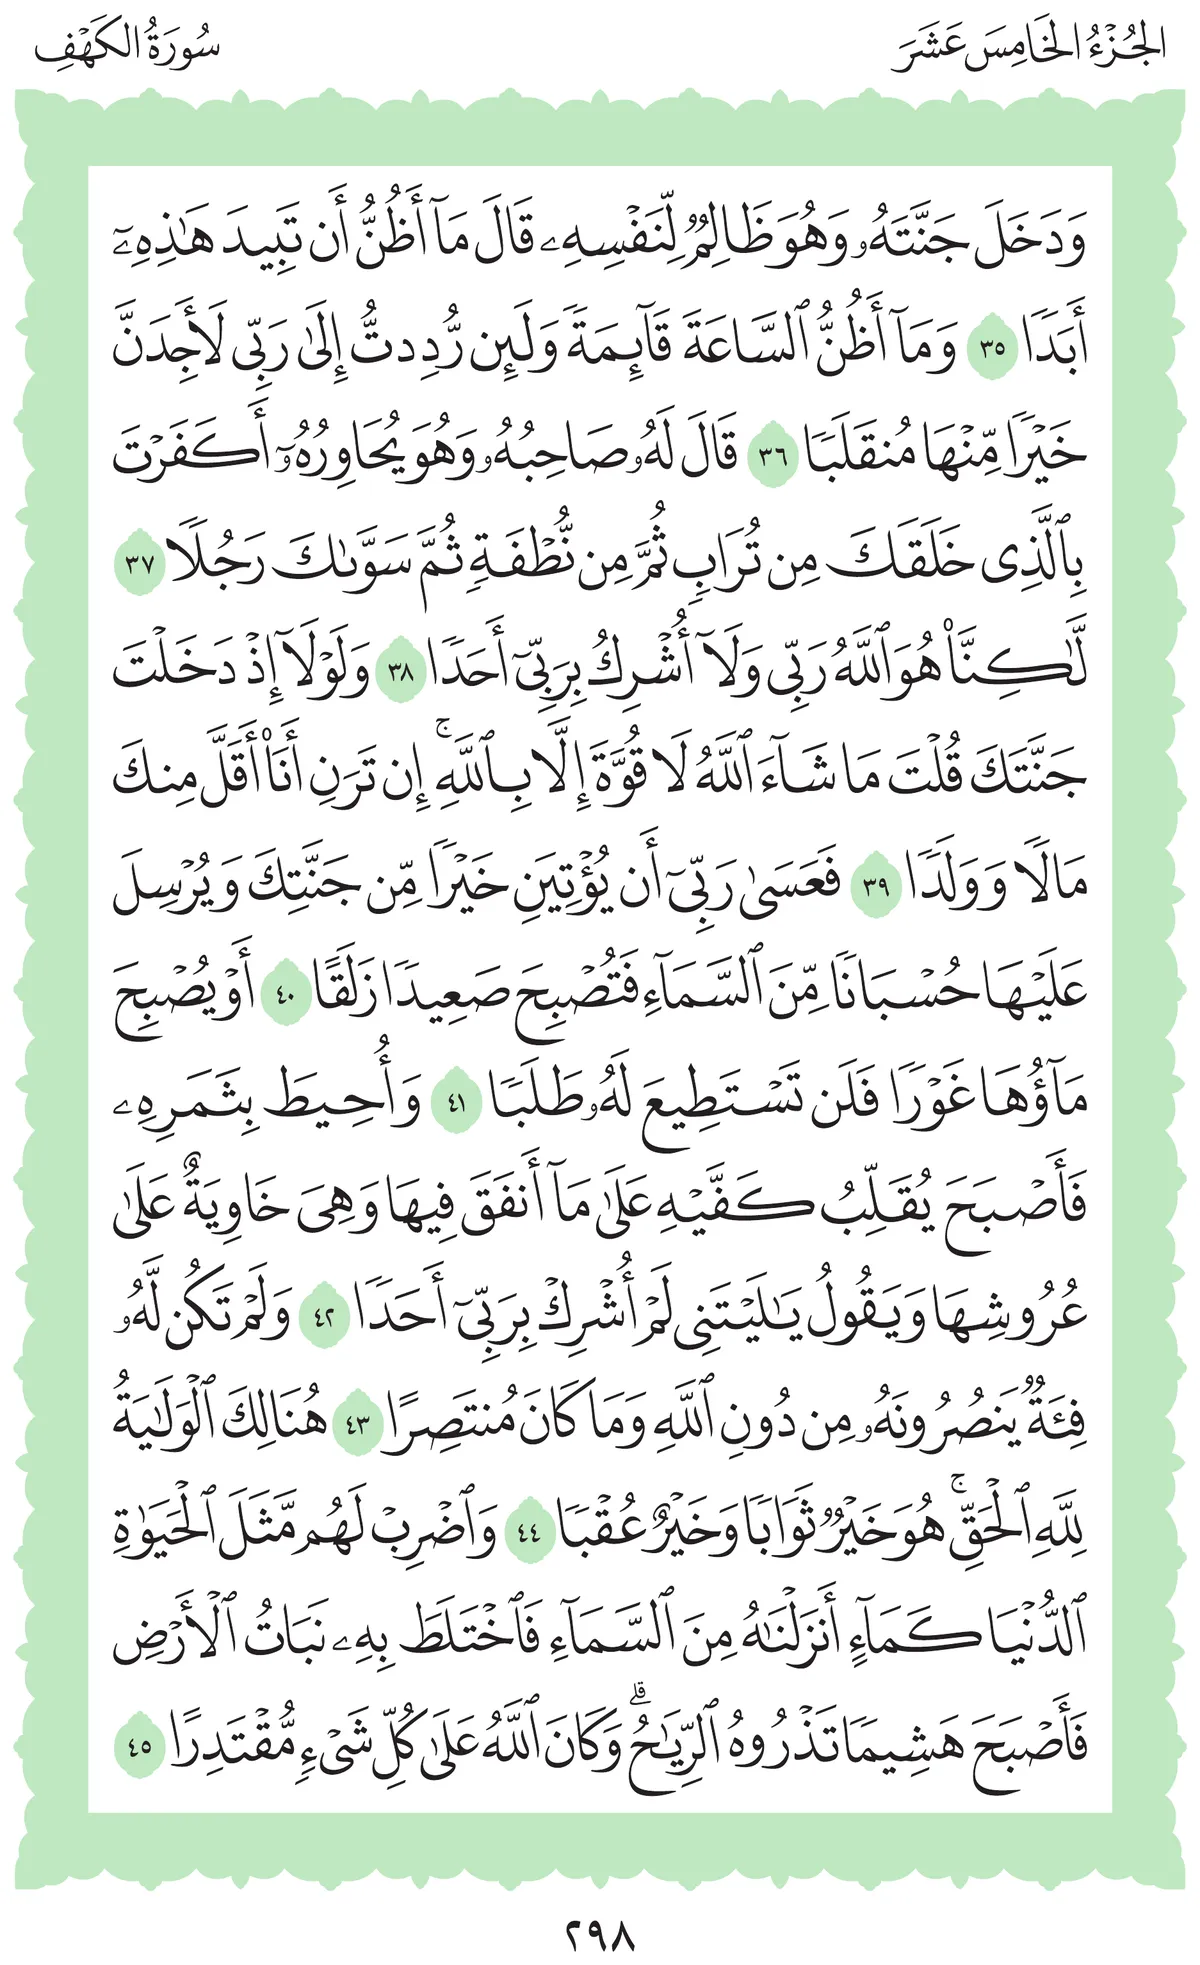 الجُزْءُ الخَامِسَ عَشَرَ
سُورَةُ الكَهْفِ
وَدَخَلَ جَنَّتَهُۥ وَهُوَ ظَالِمٌۭ لِّنَفْسِهِۦ قَالَ مَآ أَظُنُّ أَن تَبِيدَ هَٰذِهِۦٓ
أَبَدًۭا ٣٥ وَمَآ أَظُنُّ ٱلسَّاعَةَ قَآئِمَةًۭ وَلَئِن رُّدِدتُّ إِلَىٰ رَبِّى لَأَجِدَنَّ
خَيْرًۭا مِّنْهَا مُنقَلَبًۭا ٣٦ قَالَ لَهُۥ صَاحِبُهُۥ وَهُوَ يُحَاوِرُهُۥٓ أَكَفَرْتَ
بِٱلَّذِى خَلَقَكَ مِن تُرَابٍۢ ثُمَّ مِن نُّطْفَةٍۢ ثُمَّ سَوَّىٰكَ رَجُلًۭا ٣٧
لَّٰكِنَّا۠ هُوَ ٱللَّهُ رَبِّى وَلَآ أُشْرِكُ بِرَبِّىٓ أَحَدًۭا ٣٨ وَلَوْلَآ إِذْ دَخَلْتَ
جَنَّتَكَ قُلْتَ مَا شَآءَ ٱللَّهُ لَا قُوَّةَ إِلَّا بِٱللَّهِ ۚ إِن تَرَنِ أَنَا۠ أَقَلَّ مِنكَ
مَالًۭا وَوَلَدًۭا ٣٩ فَعَسَىٰ رَبِّىٓ أَن يُؤْتِيَنِ خَيْرًۭا مِّن جَنَّتِكَ وَيُرْسِلَ
عَلَيْهَا حُسْبَانًۭا مِّنَ ٱلسَّمَآءِ فَتُصْبِحَ صَعِيدًۭا زَلَقًا ٤٠ أَوْ يُصْبِحَ
مَآؤُهَا غَوْرًۭا فَلَن تَسْتَطِيعَ لَهُۥ طَلَبًۭا ٤١ وَأُحِيطَ بِثَمَرِهِۦ
فَأَصْبَحَ يُقَلِّبُ كَفَّيْهِ عَلَىٰ مَآ أَنفَقَ فِيهَا وَهِىَ خَاوِيَةٌ عَلَىٰ
عُرُوشِهَا وَيَقُولُ يَٰلَيْتَنِى لَمْ أُشْرِكْ بِرَبِّىٓ أَحَدًۭا ٤٢ وَلَمْ تَكُن لَّهُۥ
فِئَةٌۭ يَنصُرُونَهُۥ مِن دُونِ ٱللَّهِ وَمَا كَانَ مُنتَصِرًا ٤٣ هُنَالِكَ ٱلْوَلَٰيَةُ
لِلَّهِ ٱلْحَقِّ ۚ هُوَ خَيْرٌۭ ثَوَابًۭا وَخَيْرٌ عُقْبًۭا ٤٤ وَٱضْرِبْ لَهُم مَّثَلَ ٱلْحَيَوٰةِ
ٱلدُّنْيَا كَمَآءٍ أَنزَلْنَٰهُ مِنَ ٱلسَّمَآءِ فَٱخْتَلَطَ بِهِۦ نَبَاتُ ٱلْأَرْضِ
فَأَصْبَحَ هَشِيمًۭا تَذْرُوهُ ٱلرِّيَٰحُ ۗ وَكَانَ ٱللَّهُ عَلَىٰ كُلِّ شَىْءٍۢ مُّقْتَدِرًا ٤٥
٢٩٨